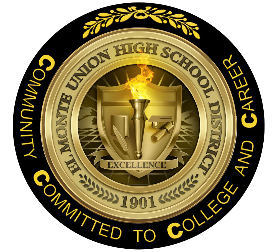 EL MONTE UNION HIGH SCHOOL DISTRICT
EXCELLENCE
1901
COMMUNITY COMMITTED TO COLLEGE AND CAREER